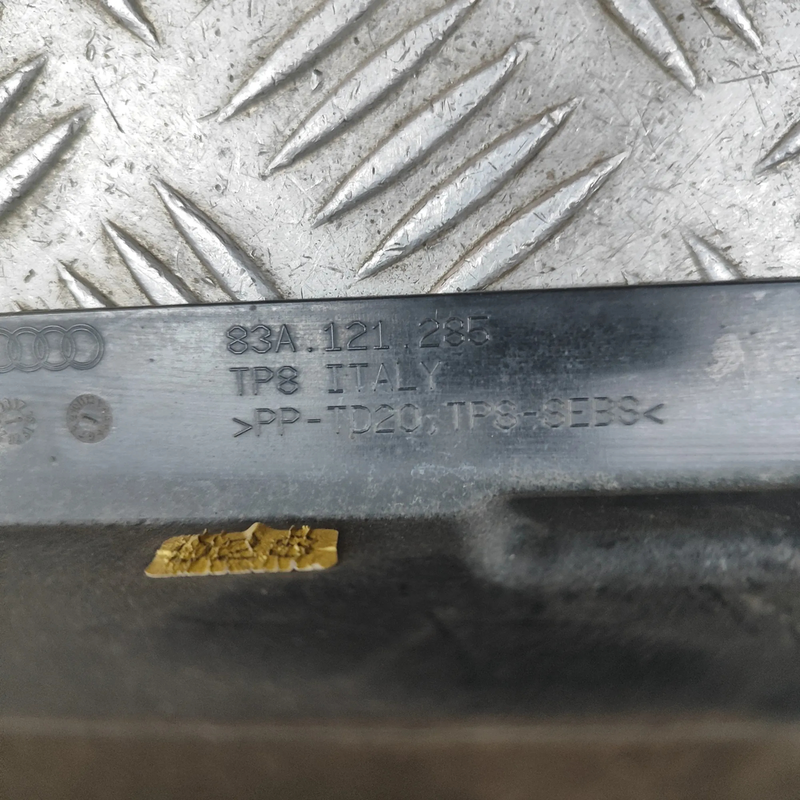 83A.121.285
TP8 ITALY
>PP-TD20,TPS-SEBS<